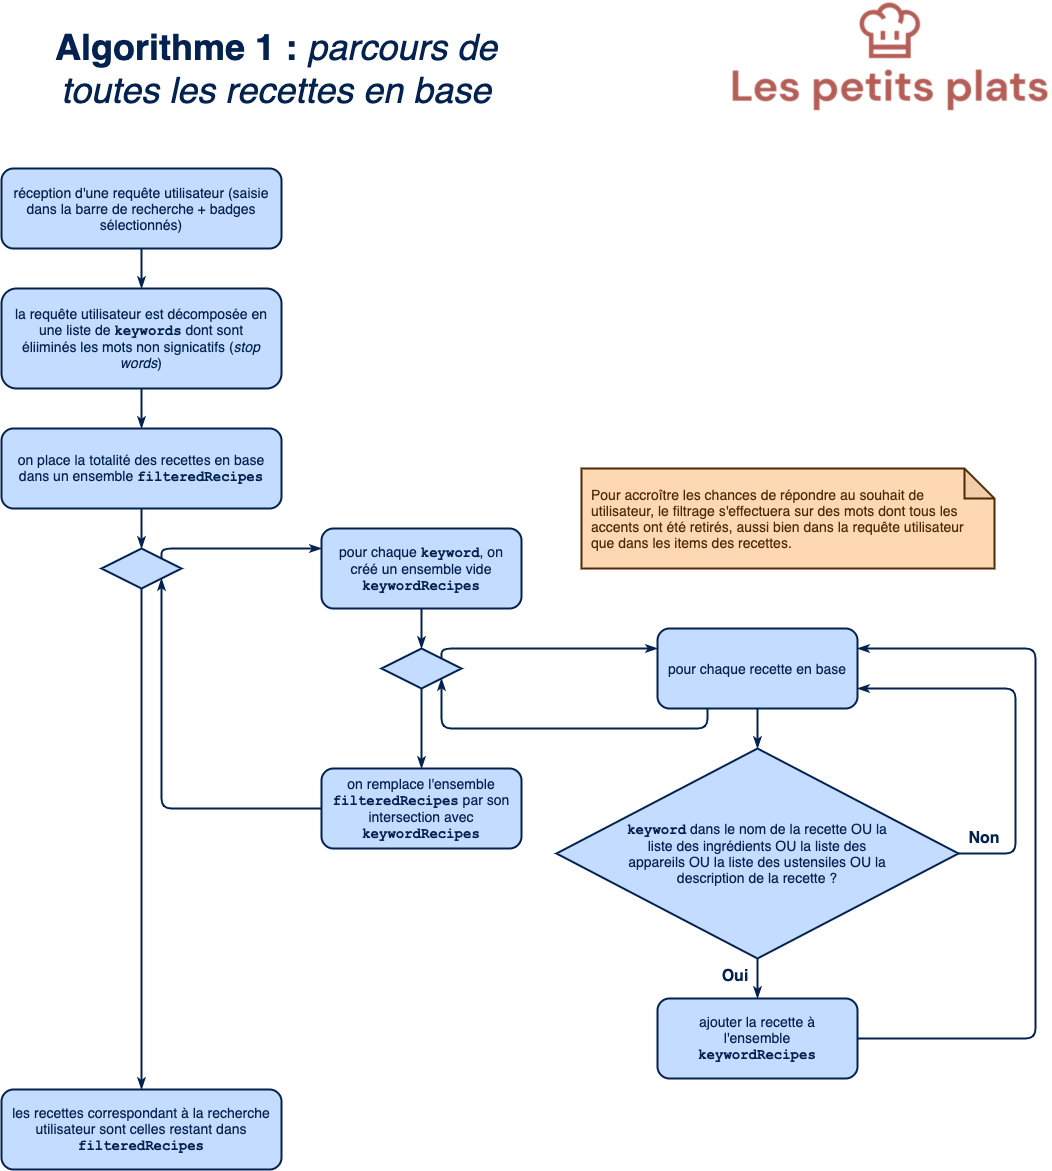 Algorithme 1 : parcours de
toutes les recettes en base
Les petits plats
réception d'une requête utilisateur (saisie
dans la barre de recherche + badges
sélectionnés)
la requête utilisateur est décomposée en
une liste de keywords dont sont
éliiminés les mots non signicatifs (stop
words)
on place la totalité des recettes en base
dans un ensemble filteredRecipes
Pour accroître les chances de répondre au souhait de
utilisateur, le filtrage s'effectuera sur des mots dont tous les
accents ont été retirés, aussi bien dans la requête utilisateur
que dans les items des recettes.
pour chaque keyword, on
créé un ensemble vide
keywordRecipes
pour chaque recette en base
on remplace l'ensemble
filteredRecipes par son
intersection avec
keywordRecipes
keyword dans le nom de la recette OU la
liste des ingrédients OU la liste des
appareils OU la liste des ustensiles OU la
description de la recette ?
Non
Oui
ajouter la recette à
l'ensemble
keywordRecipes
les recettes correspondant à la recherche
utilisateur sont celles restant dans
filteredRecipes